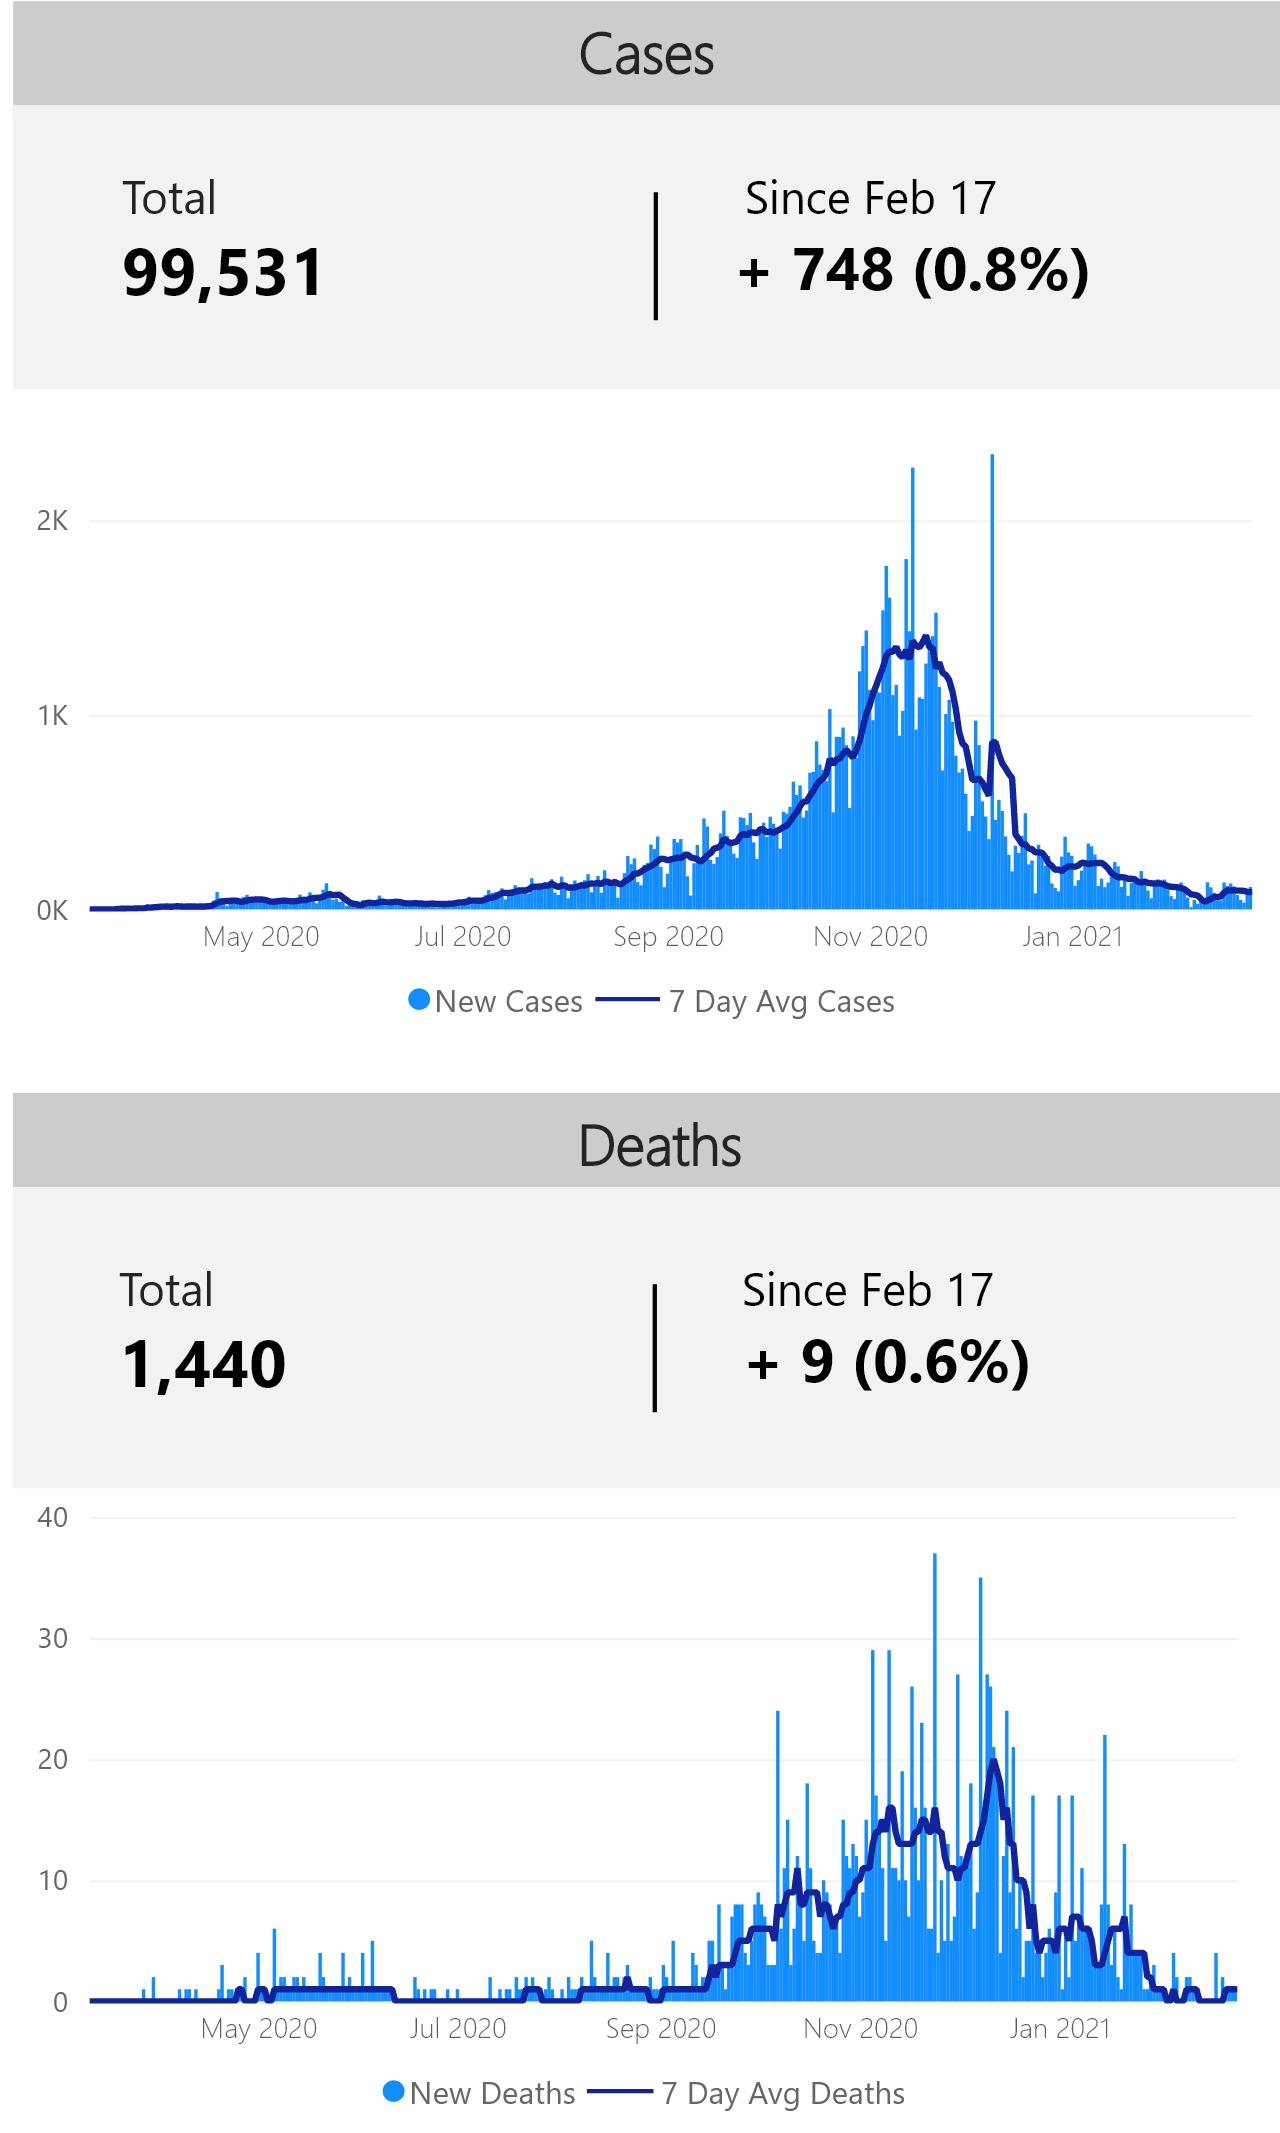 Cases
Total
99,531
Since Feb 17
+ 748 (0.8%)
2K
1K
0K
May 2020 Jul 2020 Sep 2020 Nov 2020 Jan 2021
New Cases 7 Day Avg Cases
Deaths
Total
1,440
Since Feb 17
+ 9 (0.6%)
40
30
20
10
0
May 2020 Jul 2020 Sep 2020 Nov 2020 Jan 2021
New Deaths 7 Day Avg Deaths